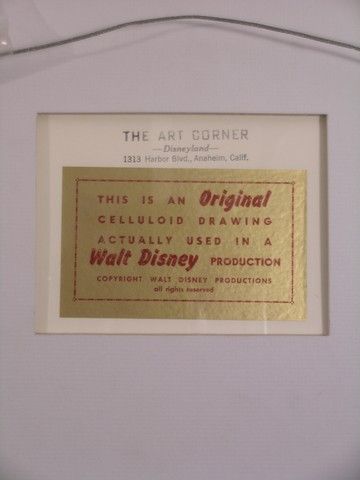 THE ART CORNER
—Disneyland—
1313 Harbor Blvd., Anaheim, Calif.
THIS IS AN Original
CELLULOID DRAWING
ACTUALLY USED IN A
Walt Disney PRODUCTION
COPYRIGHT WALT DISNEY PRODUCTIONS
all rights reserved